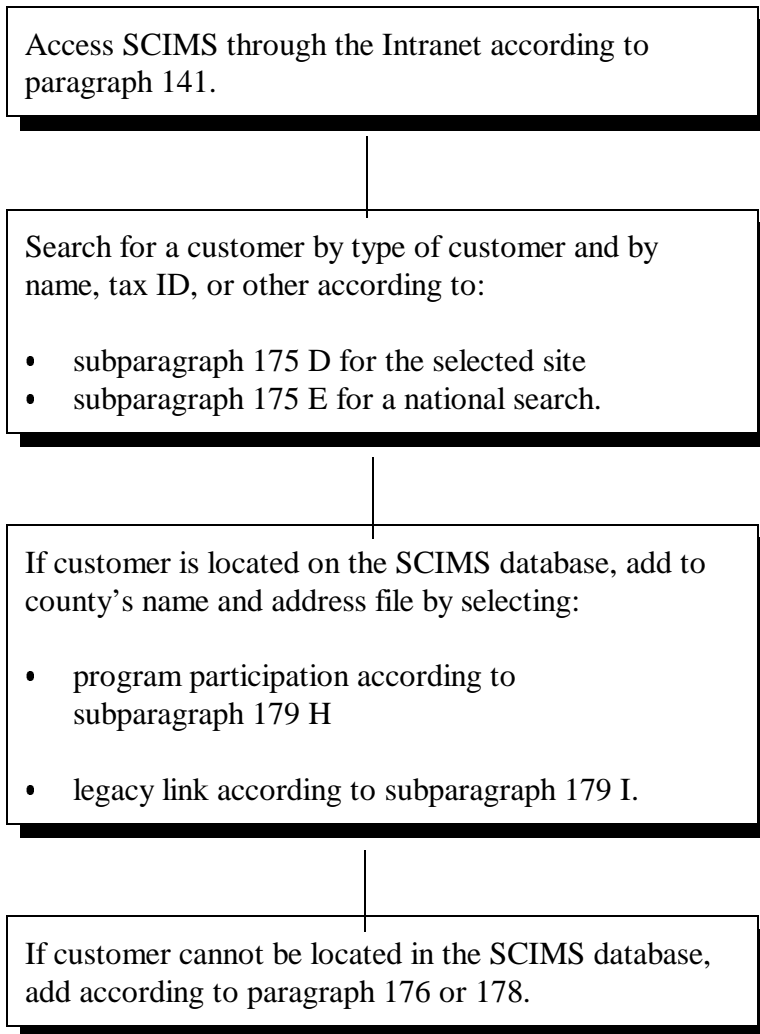 Access SCIMS through the Intranet according to
paragraph 141.
Search for a customer by type of customer and by
name, tax ID, or other according to:
• subparagraph 175 D for the selected site
• subparagraph 175 E for a national search.
If customer is located on the SCIMS database, add to
county’s name and address file by selecting:
• program participation according to
subparagraph 179 H
• legacy link according to subparagraph 179 I.
If customer cannot be located in the SCIMS database,
add according to paragraph 176 or 178.